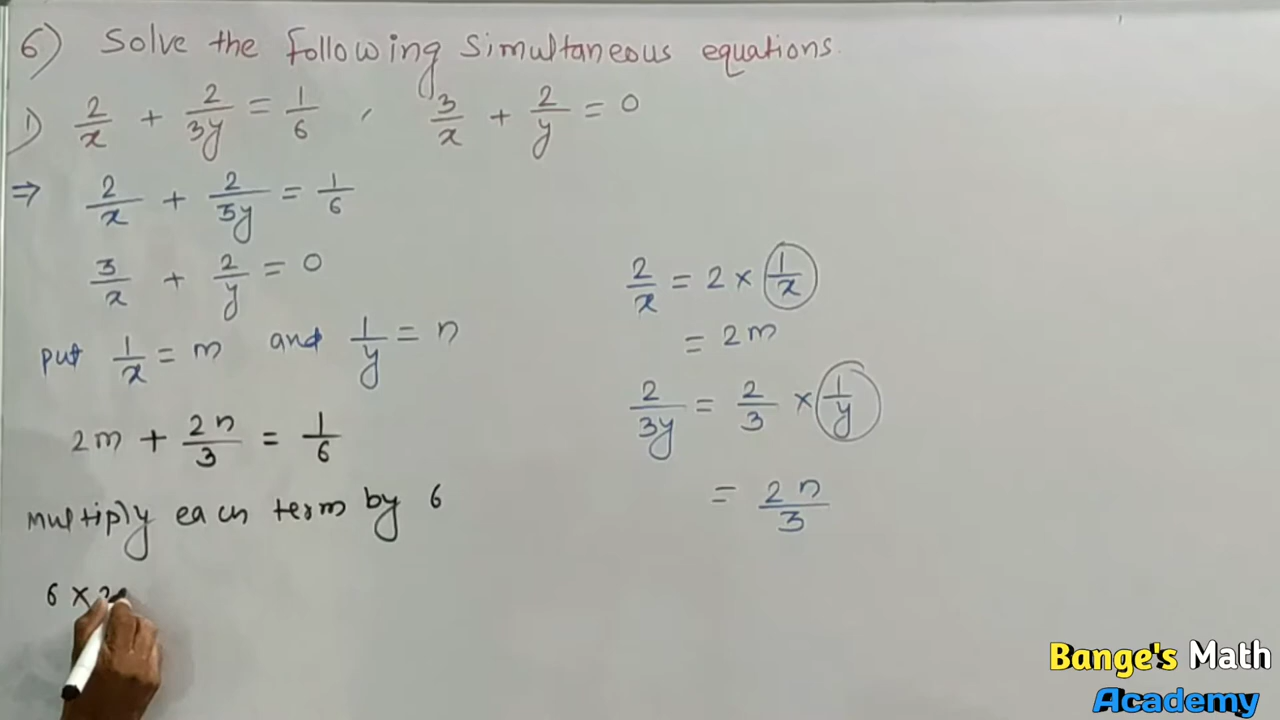 6) Solve the following Simultaneous equations.
1) 2/x + 2/3y = 1/6 , 3/x + 2/y = 0
⇒ 2/x + 2/3y = 1/6
3/x + 2/y = 0
put 1/x = m and 1/y = n
2m + 2n/3 = 1/6
multiply each term by 6
6 × 2
2/x = 2 × 1/x
= 2m
2/3y = 2/3 × 1/y
= 2n/3
Bange's Math
Academy